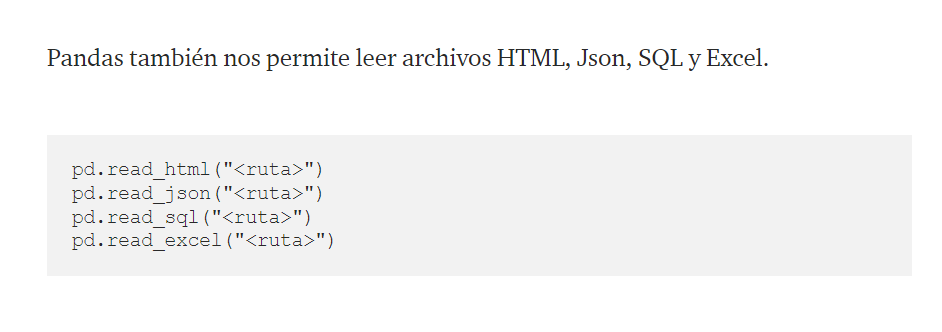 Pandas también nos permite leer archivos HTML, Json, SQL y Excel.
pd.read_html("<ruta>")
pd.read_json("<ruta>")
pd.read_sql("<ruta>")
pd.read_excel("<ruta>")